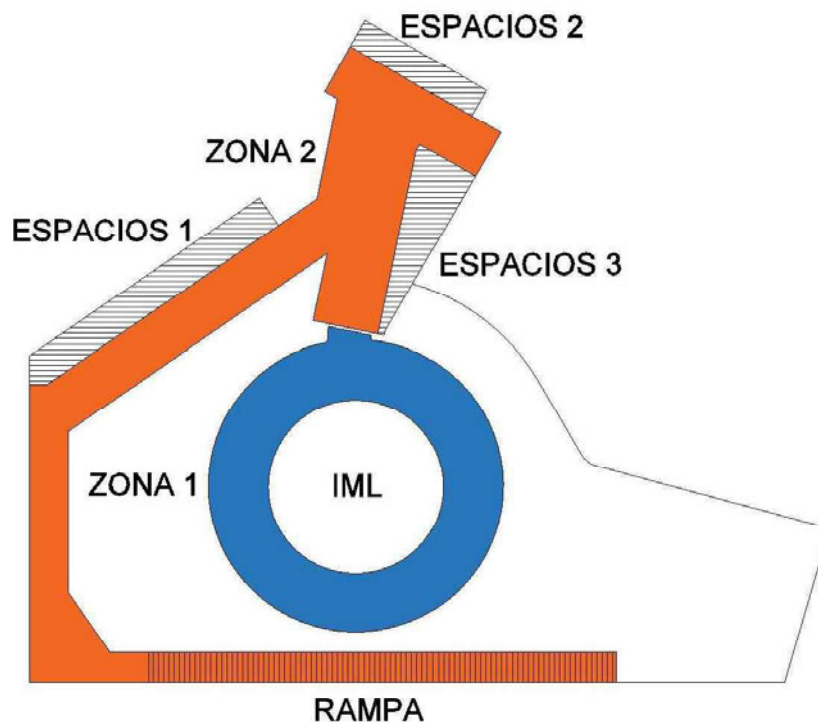 ESPACIOS 2
ZONA 2
ESPACIOS 1
ESPACIOS 3
ZONA 1
IML
RAMPA